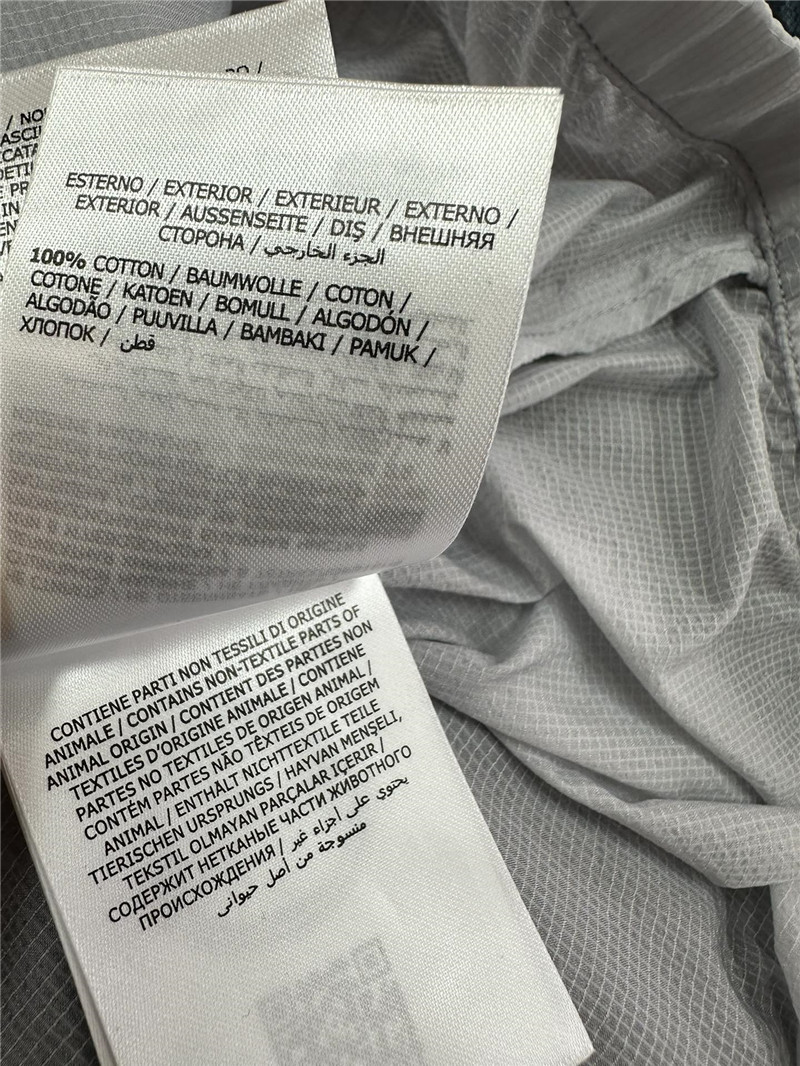 ESTERNO / EXTERIOR / EXTERIEUR / EXTERNO /
EXTERIOR / AUSSENSEITE / DIŞ / ВНЕШНЯЯ
СТОРОНА / الجزء الخارجي
100% COTTON / BAUMWOLLE / COTON /
COTONE / KATOEN / BOMULL / ALGODÓN /
ALGODÃO / PUUVILLA / BAMBAKI / PAMUK /
ХЛОПОК / قطن
CONTIENE PARTI NON TESSILI DI ORIGINE
ANIMALE / CONTAINS NON-TEXTILE PARTS OF
ANIMAL ORIGIN / CONTIENT DES PARTIES NON
TEXTILES D'ORIGINE ANIMALE / CONTIENE
PARTES NO TEXTILES DE ORIGEN ANIMAL /
CONTÉM PARTES NÃO TÊXTEIS DE ORIGEM
ANIMAL / ENTHÄLT NICHTTEXTILE TEILE
TIERISCHEN URSPRUNGS / HAYVAN MENŞELİ,
TEKSTIL OLMAYAN PARÇALAR İÇERİR /
СОДЕРЖИТ НЕТКАНЫЕ ЧАСТИ ЖИВОТНОГО
ПРОИСХОЖДЕНИЯ / يحتوي على أجزاء غير
منسوجة من أصل حيوانى